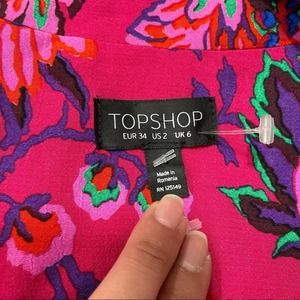 TOPSHOP
EUR 34 US 2 UK 6
Made in
Romania
RN 125149